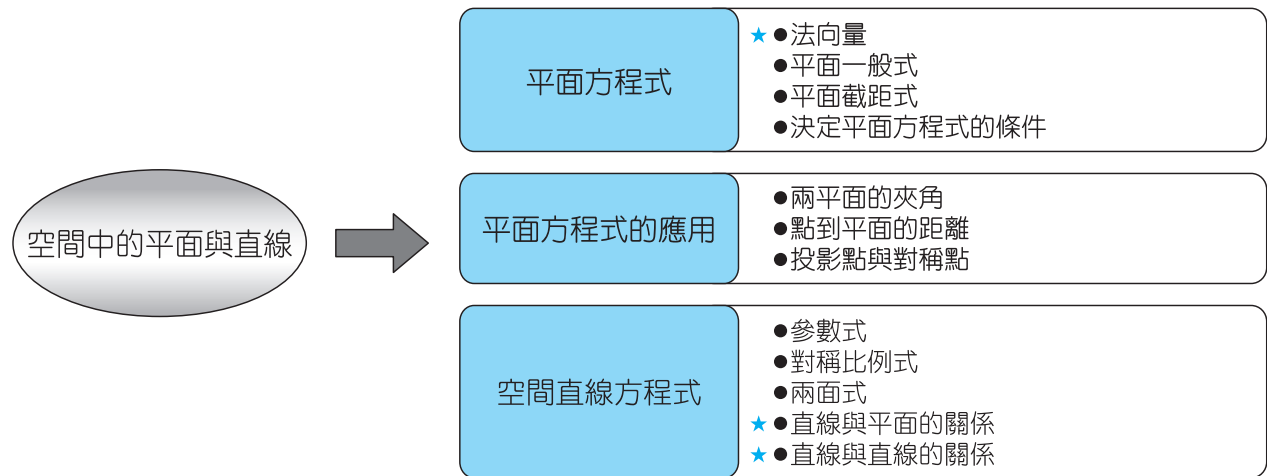 空間中的平面與直線
平面方程式
★●法向量
●平面一般式
●平面截距式
●決定平面方程式的條件
平面方程式的應用
●兩平面的夾角
●點到平面的距離
●投影點與對稱點
空間直線方程式
●參數式
●對稱比例式
●兩面式
★●直線與平面的關係
★●直線與直線的關係